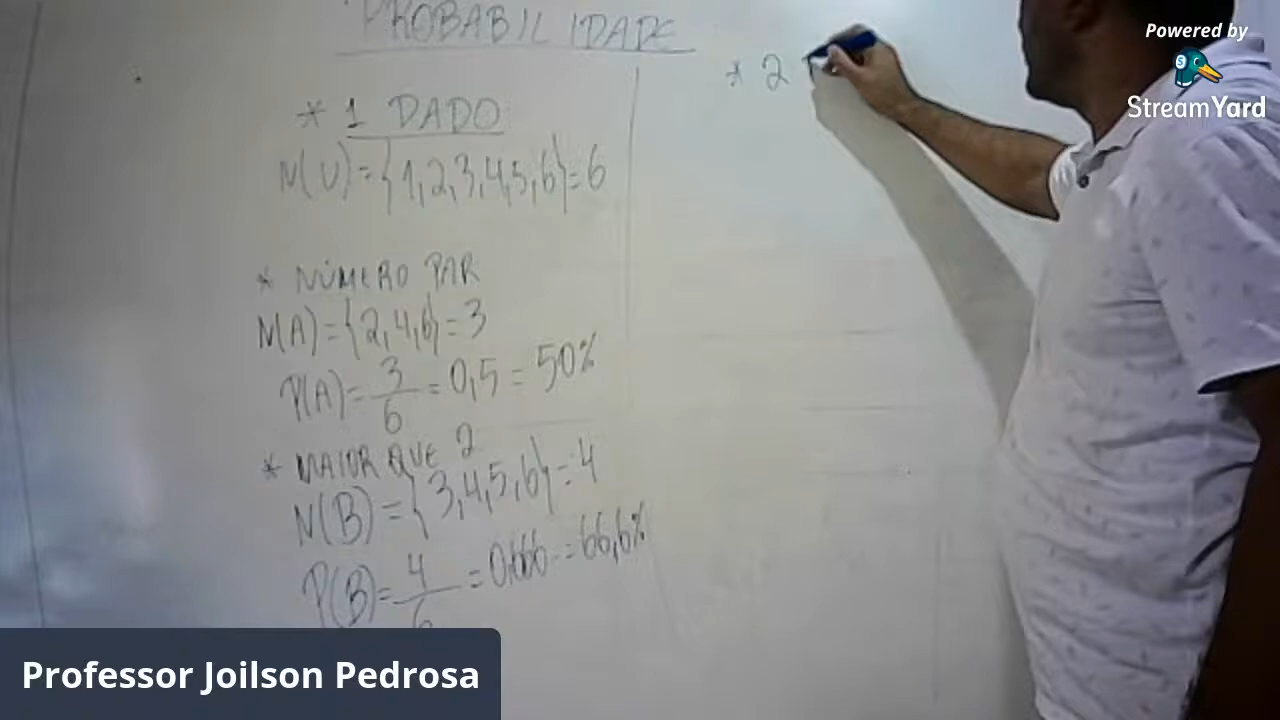 PROBABILIDADE
* 1 DADO
N(U)={1,2,3,4,5,6}=6
* NÚMERO PAR
N(A)={2,4,6}=3
P(A)=3/6=0,5=50%
* MAIOR QUE 2
N(B)={3,4,5,6}=4
P(B)=4/6=0,666...=66,6%
* 2
Powered by
StreamYard
Professor Joilson Pedrosa